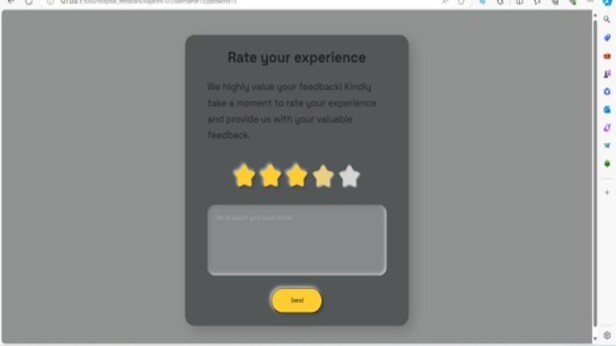 Rate your experience
We highly value your feedback! Kindly
take a moment to rate your experience
and provide us with your valuable
feedback.
Send